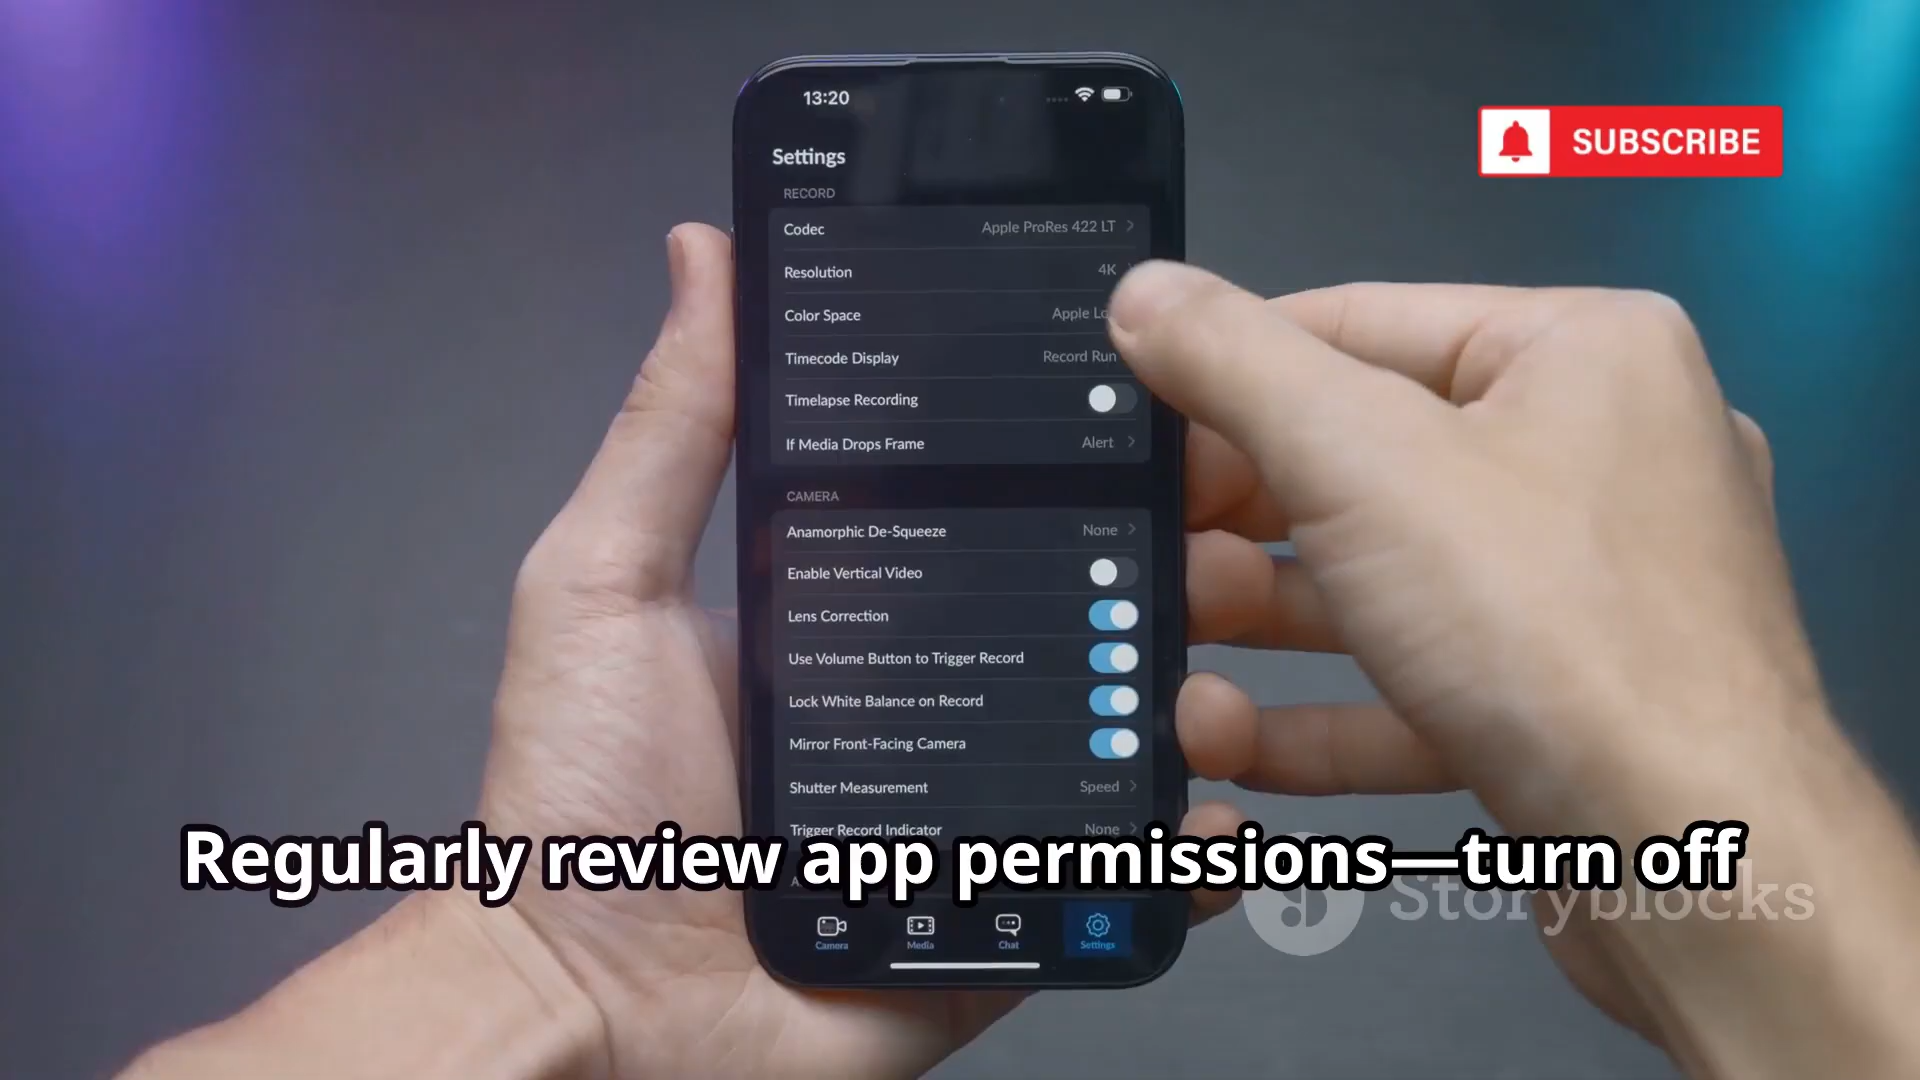 13:20
SUBSCRIBE
Settings
RECORD
Codec Apple ProRes 422 LT
Resolution 4K
Color Space Apple
Timecode Display Record Run
Timelapse Recording
If Media Drops Frame Alert
CAMERA
Anamorphic De-Squeeze None
Enable Vertical Video
Lens Correction
Use Volume Button to Trigger Record
Lock White Balance on Record
Mirror Front-Facing Camera
Shutter Measurement Speed
Trigger Record Indicator None
Regularly review app permissions—turn off
Storyblocks
Camera Media Chat Settings